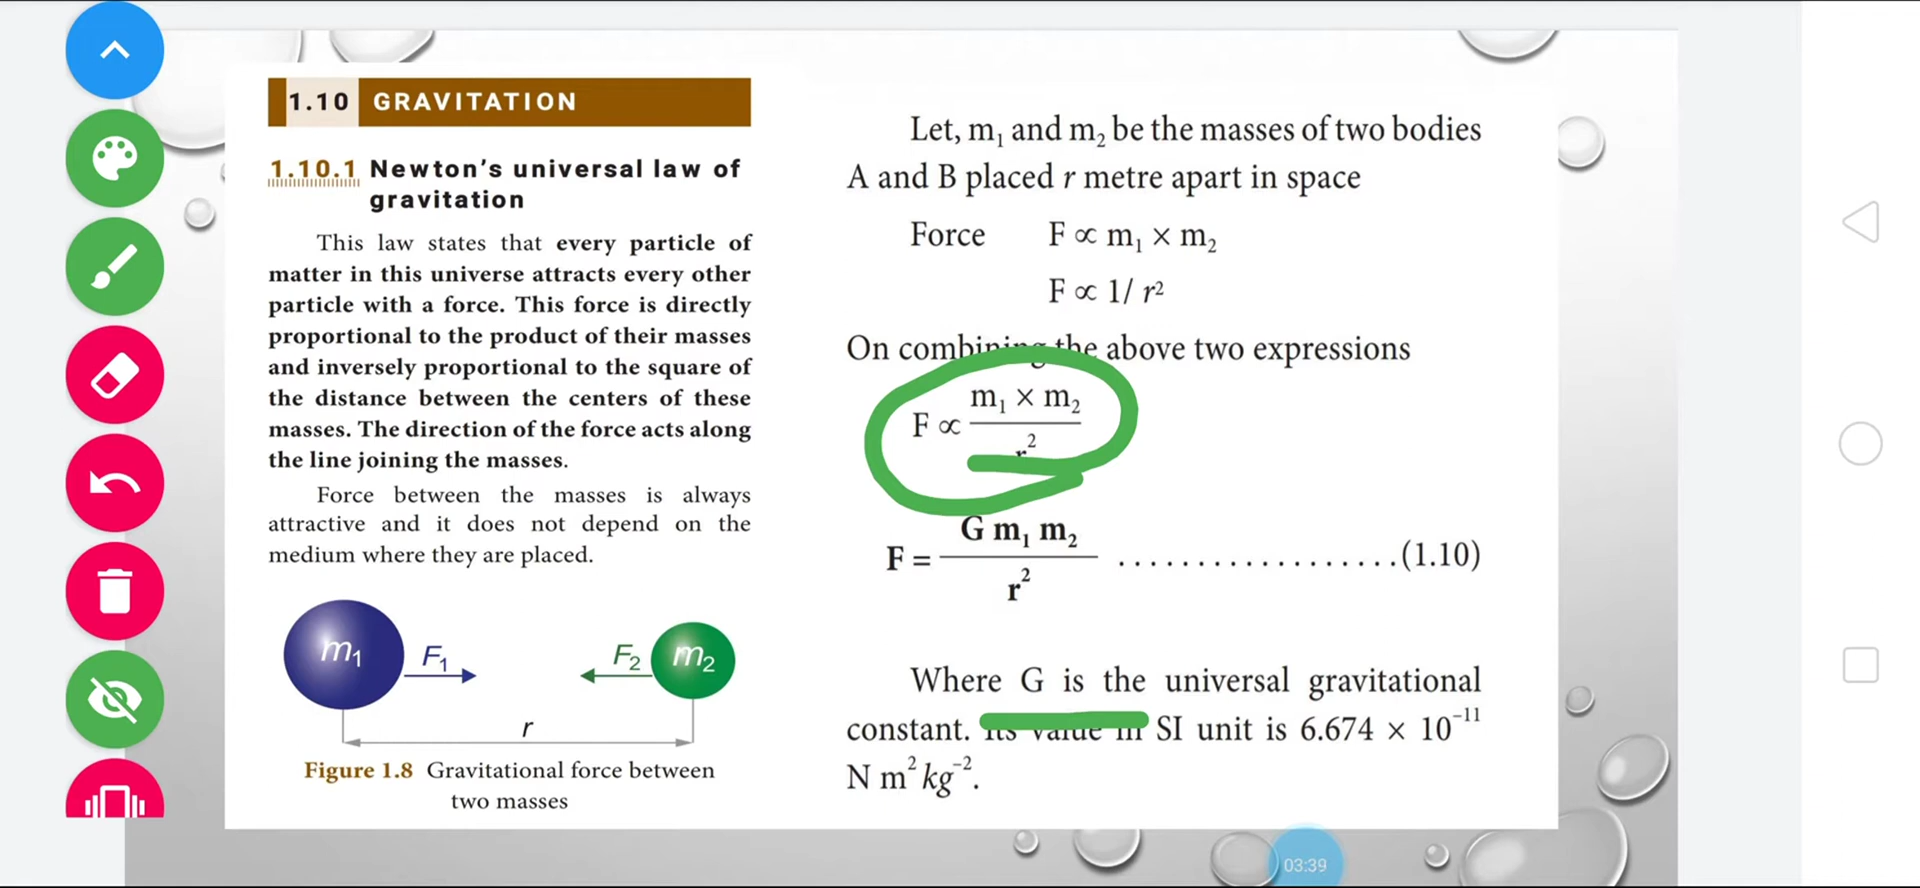 1.10 GRAVITATION
1.10.1 Newton's universal law of
gravitation
This law states that every particle of
matter in this universe attracts every other
particle with a force. This force is directly
proportional to the product of their masses
and inversely proportional to the square of
the distance between the centers of these
masses. The direction of the force acts along
the line joining the masses.
Force between the masses is always
attractive and it does not depend on the
medium where they are placed.
m₁ F₁ F₂ m₂
r
Figure 1.8 Gravitational force between
two masses
Let, m₁ and m₂ be the masses of two bodies
A and B placed r metre apart in space
Force F ∝ m₁ × m₂
F ∝ 1/ r²
On combining the above two expressions
m₁ × m₂
F ∝
r²
G m₁ m₂
F = ..................(1.10)
r²
Where G is the universal gravitational
constant. Its value in SI unit is 6.674 × 10⁻¹¹
N m² kg⁻².
03:39